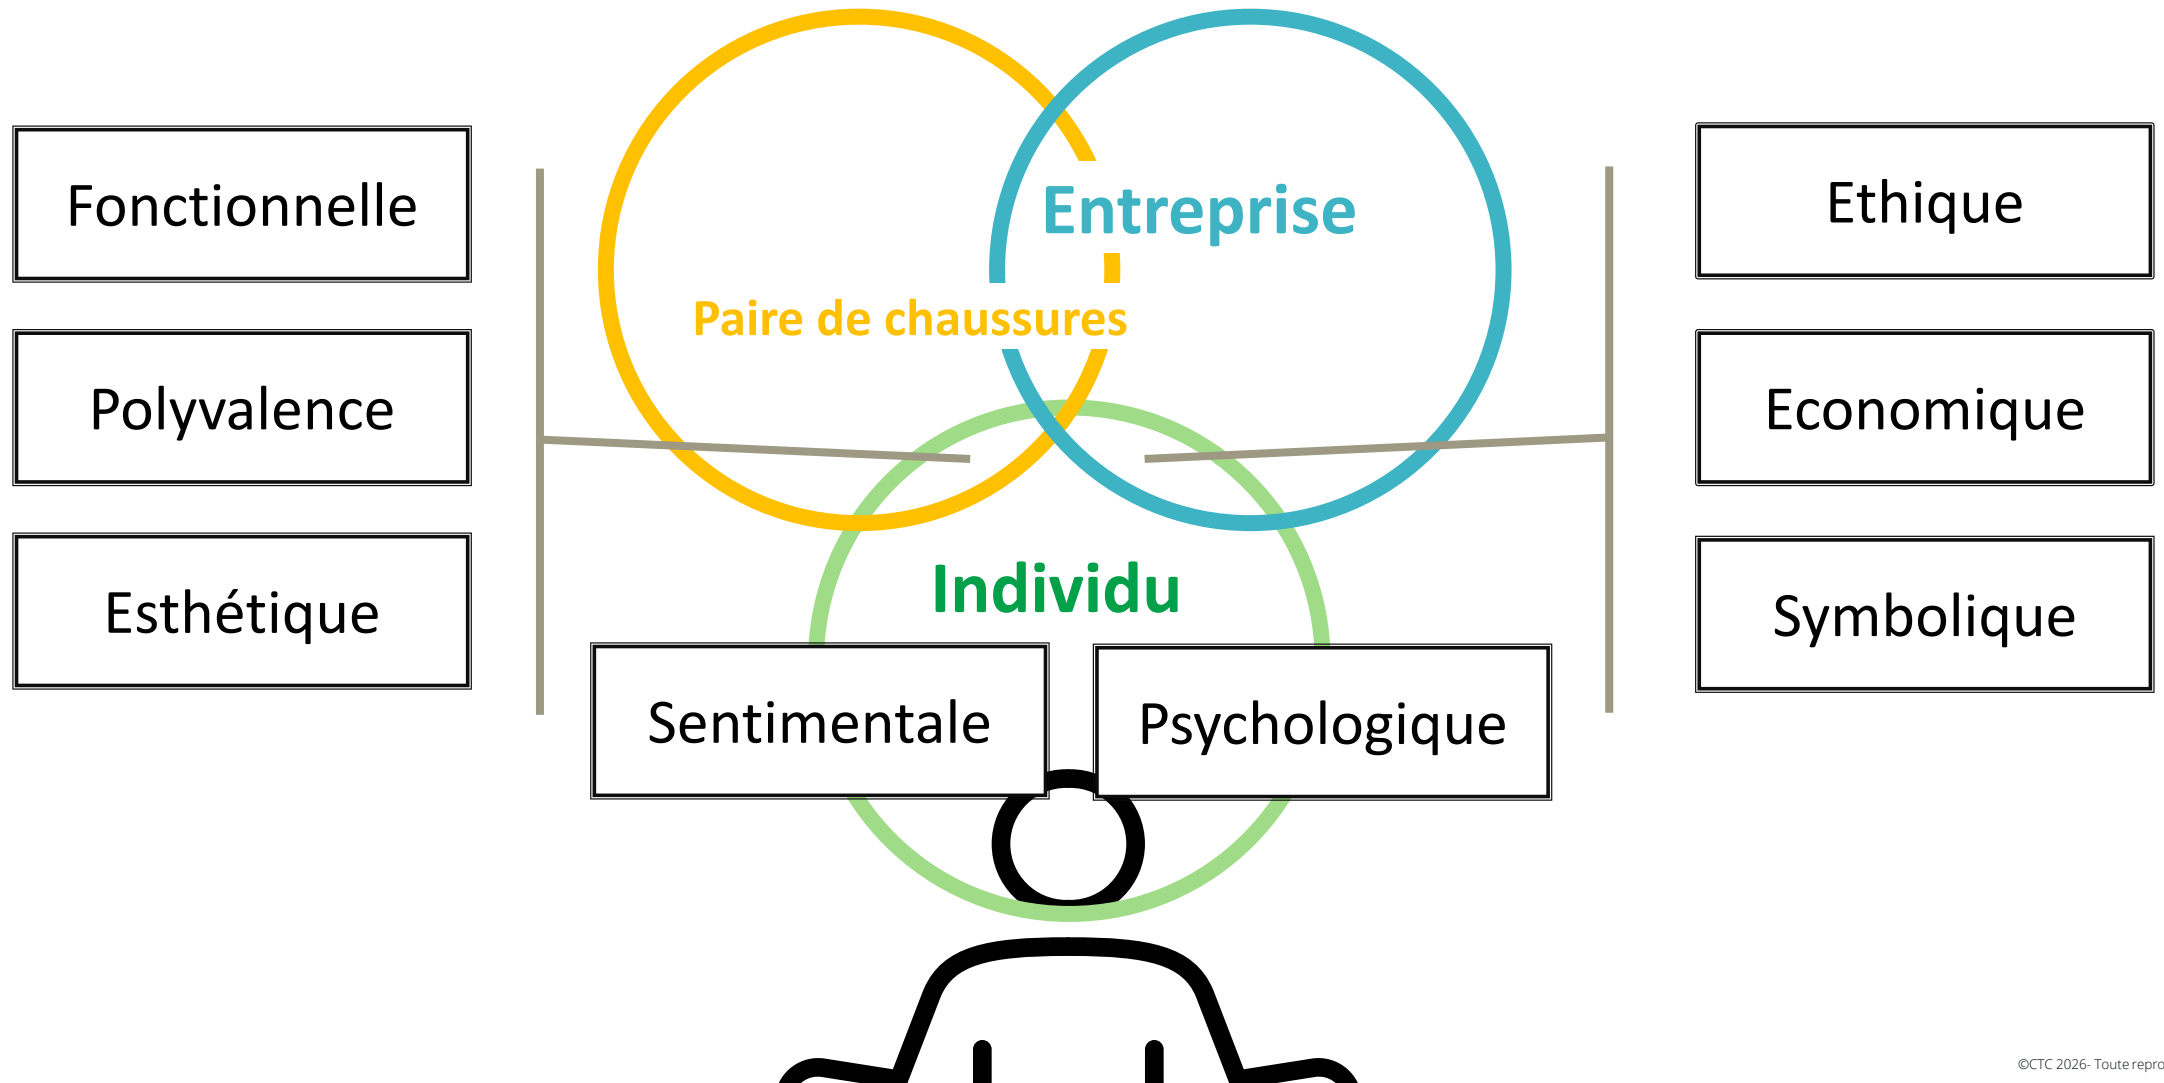 Fonctionnelle
Polyvalence
Esthétique
Entreprise
Paire de chaussures
Individu
Sentimentale
Psychologique
Ethique
Economique
Symbolique
©CTC 2026- Toute repro